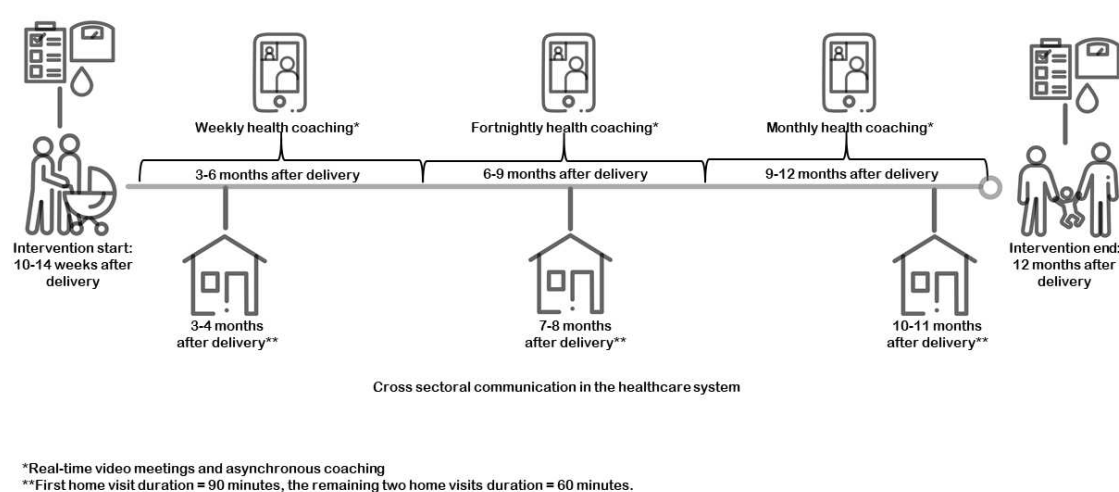 Weekly health coaching*
Fortnightly health coaching*
Monthly health coaching*
3-6 months after delivery
6-9 months after delivery
9-12 months after delivery
Intervention start:
10-14 weeks after
delivery
Intervention end:
12 months after
delivery
3-4 months
after delivery**
7-8 months
after delivery**
10-11 months
after delivery**
Cross sectoral communication in the healthcare system
*Real-time video meetings and asynchronous coaching
**First home visit duration = 90 minutes, the remaining two home visits duration = 60 minutes.